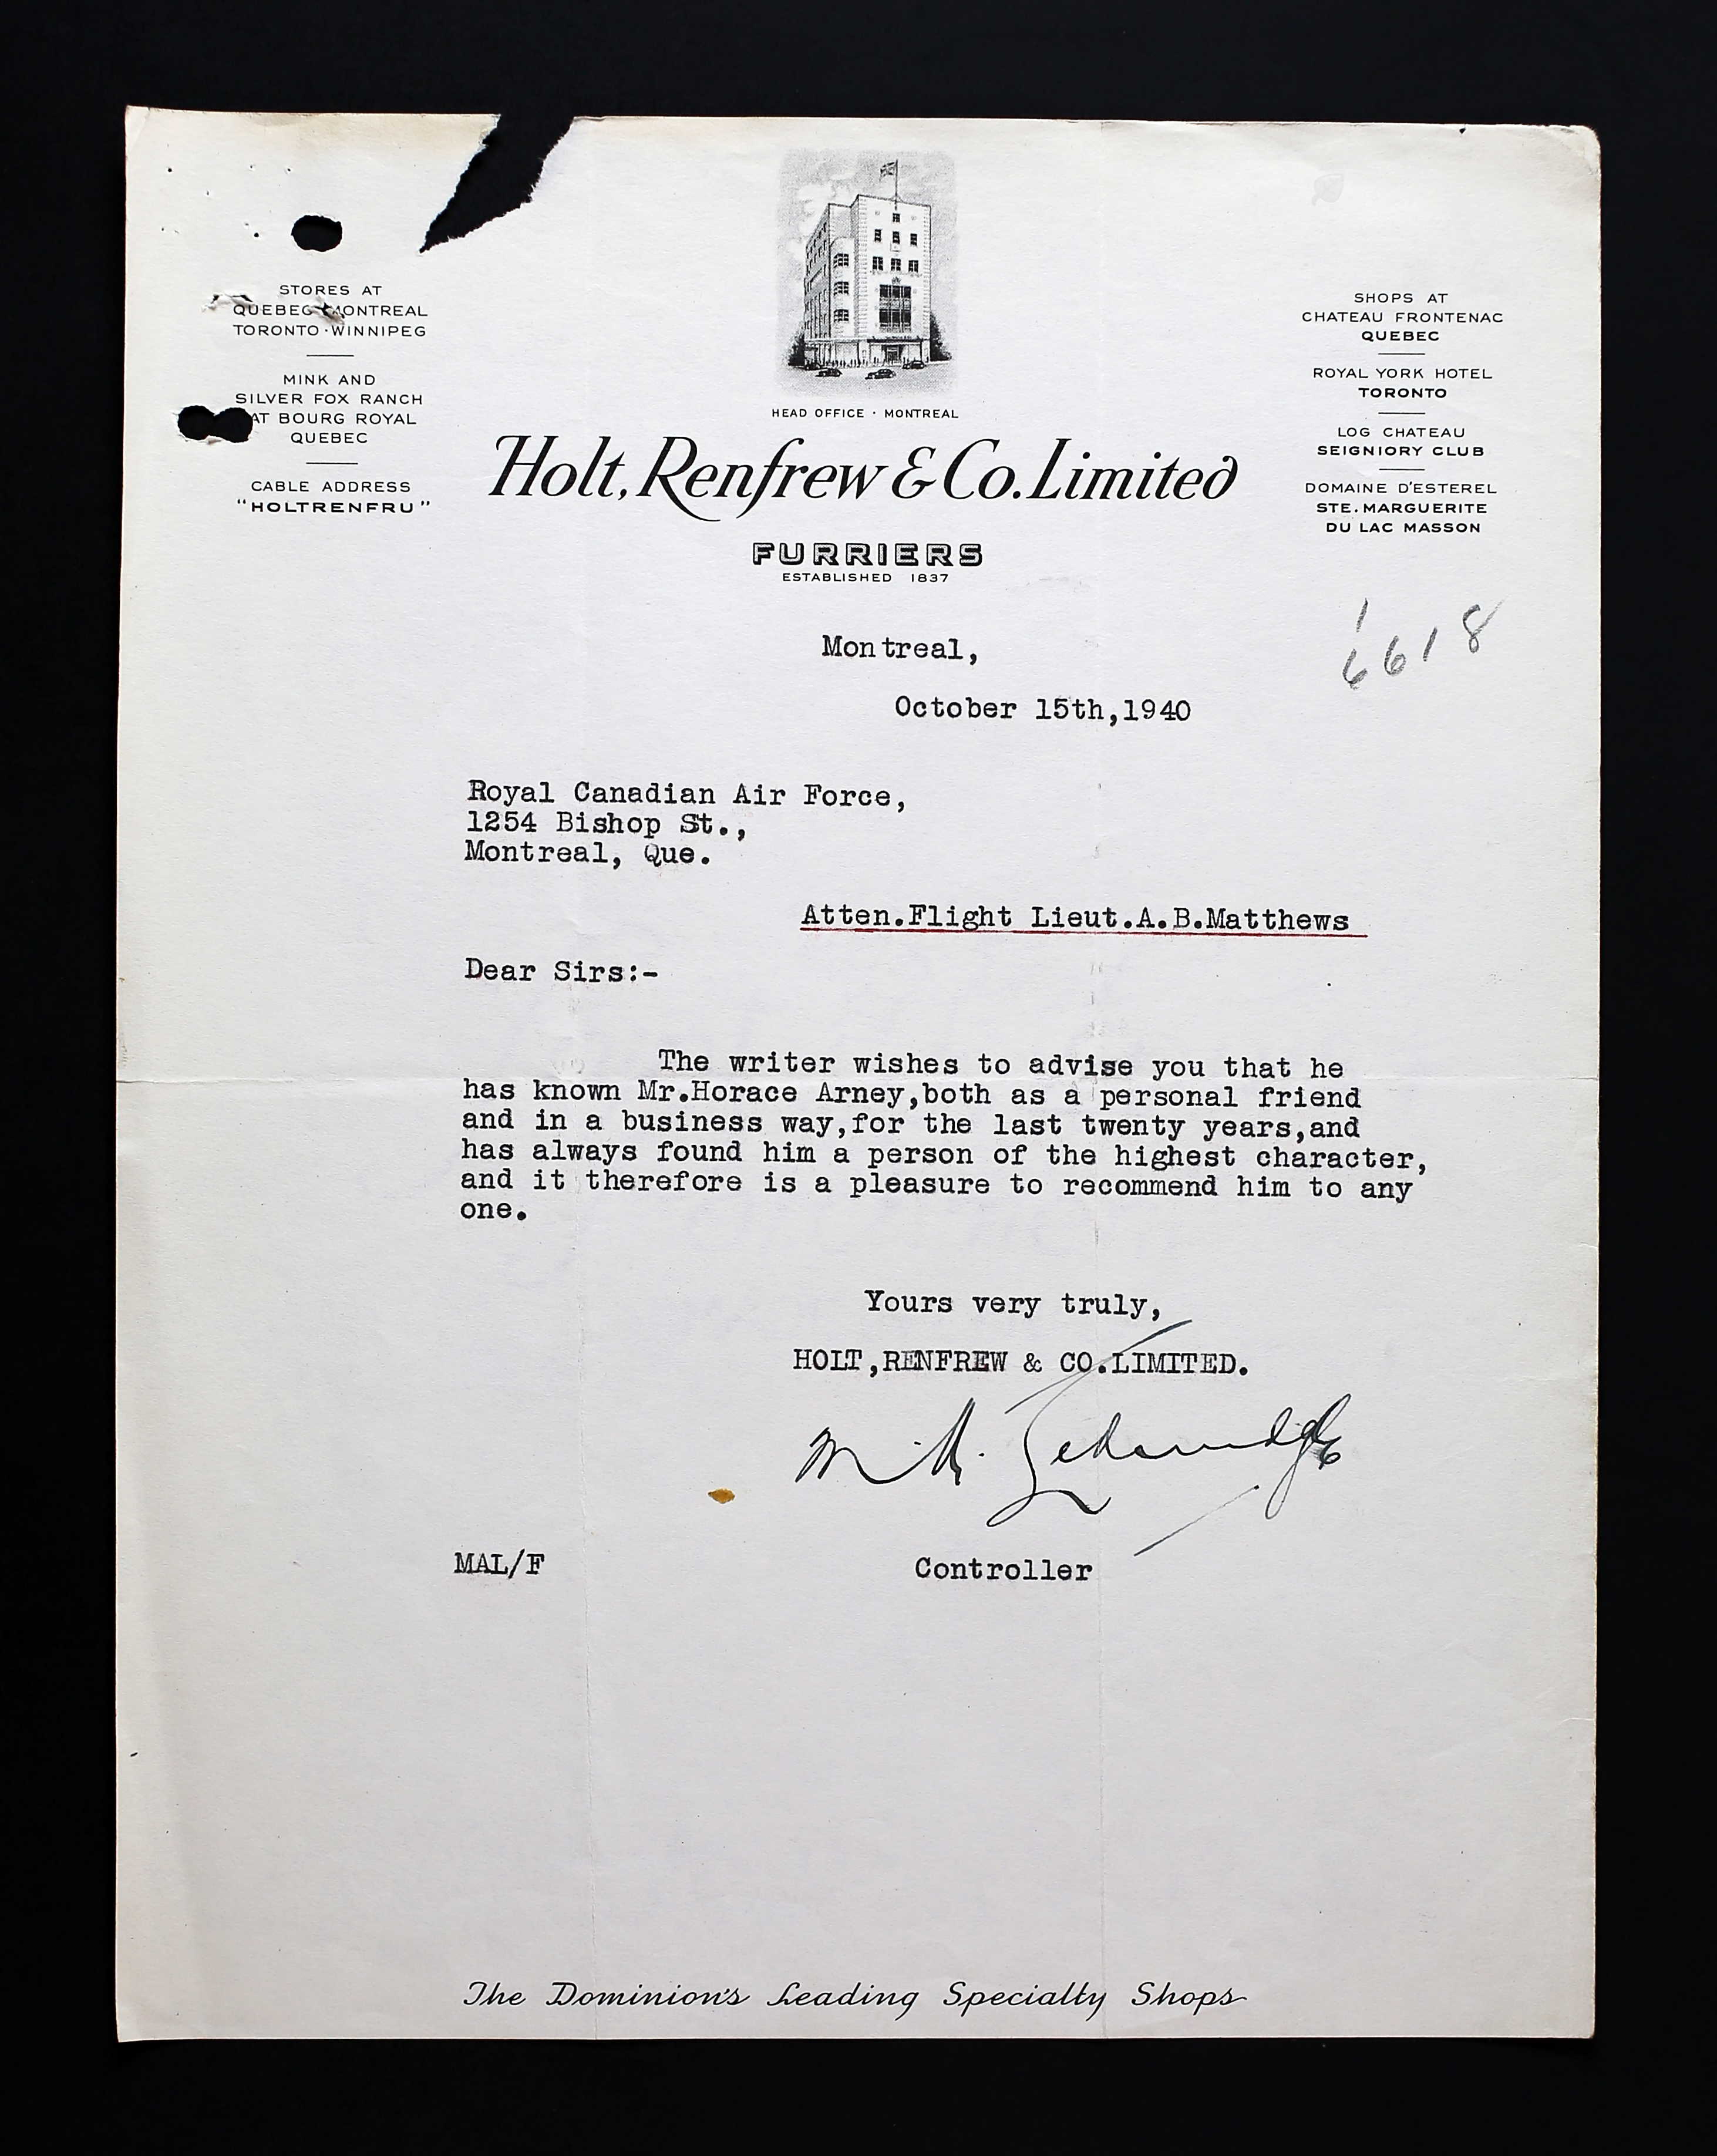 STORES AT
QUEBEC · MONTREAL
TORONTO · WINNIPEG
MINK AND
SILVER FOX RANCH
AT BOURG ROYAL
QUEBEC
CABLE ADDRESS
"HOLTRENFRU"
HEAD OFFICE · MONTREAL
Holt, Renfrew & Co. Limited
FURRIERS
ESTABLISHED 1837
SHOPS AT
CHATEAU FRONTENAC
QUEBEC
ROYAL YORK HOTEL
TORONTO
LOG CHATEAU
SEIGNIORY CLUB
DOMAINE D'ESTEREL
STE. MARGUERITE
DU LAC MASSON
6618
Montreal,
October 15th,1940
Royal Canadian Air Force,
1254 Bishop St.,
Montreal, Que.
Atten.Flight Lieut.A.B.Matthews
Dear Sirs:-
The writer wishes to advise you that he
has known Mr.Horace Arney,both as a personal friend
and in a business way,for the last twenty years,and
has always found him a person of the highest character,
and it therefore is a pleasure to recommend him to any
one.
Yours very truly,
HOLT,RENFREW & CO.LIMITED.
MAL/F
Controller
The Dominion's Leading Specialty Shops